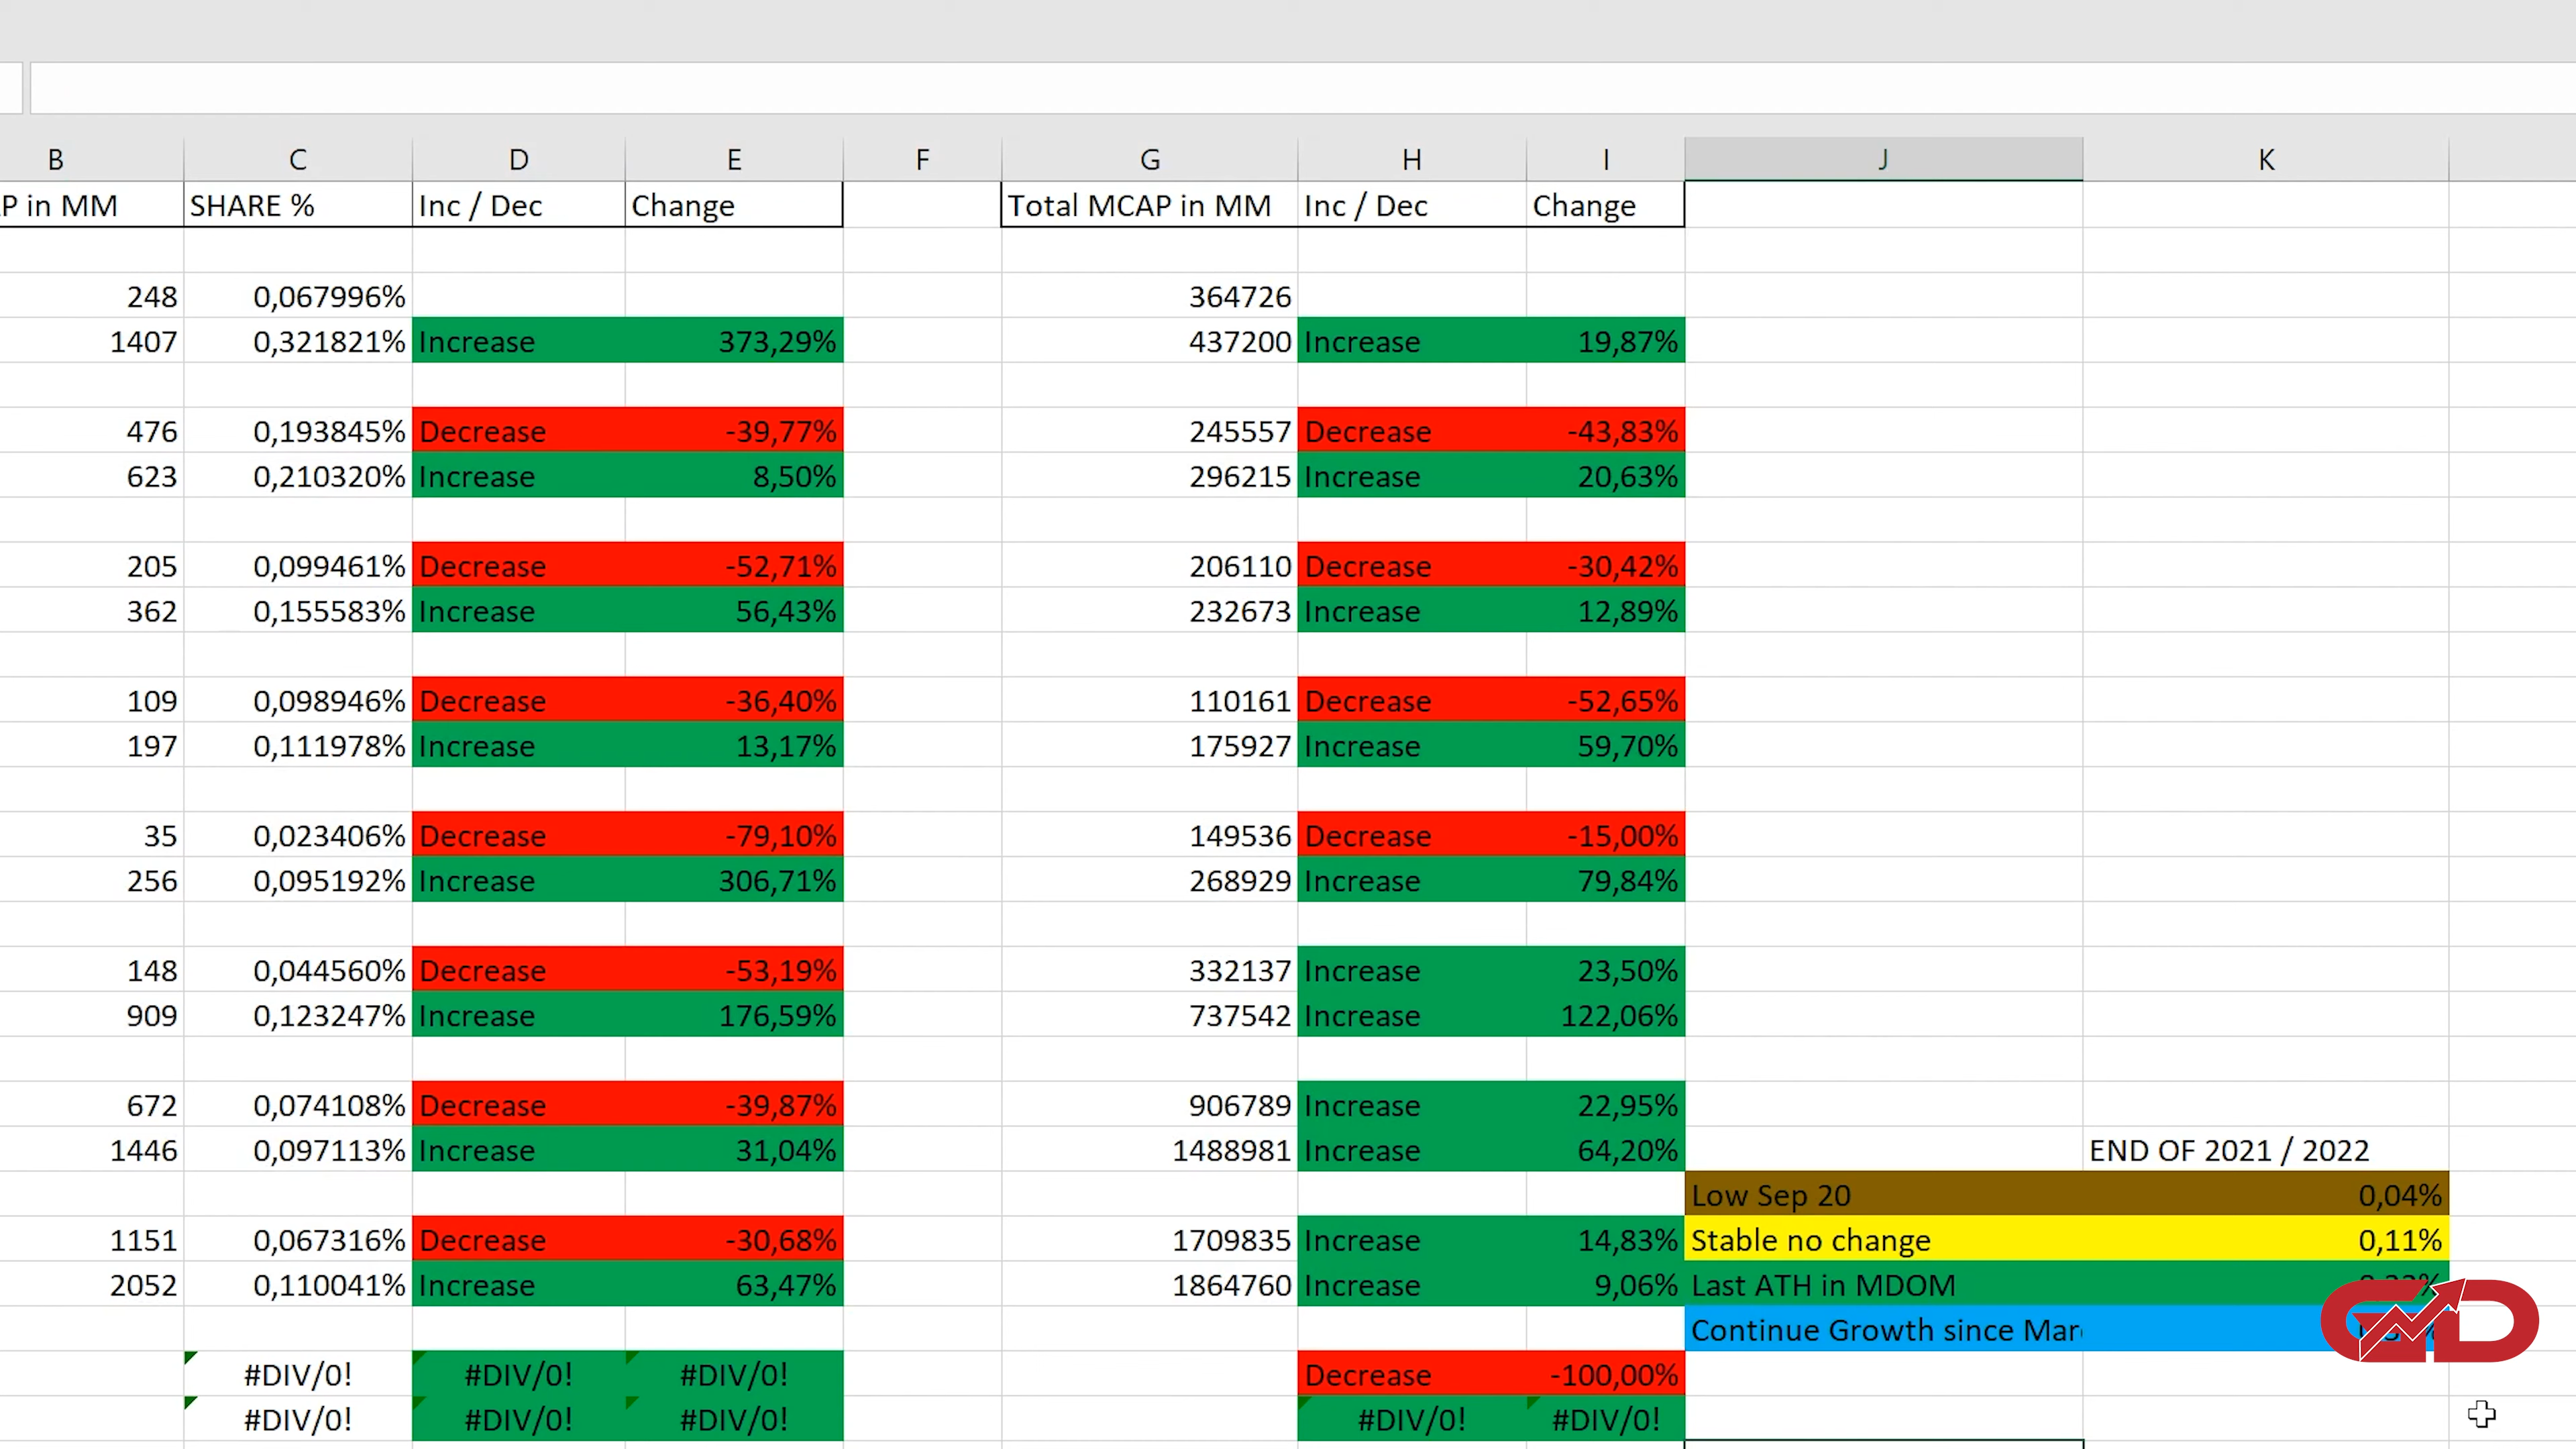 B C D E F G H I J K
P in MM SHARE % Inc / Dec Change Total MCAP in MM Inc / Dec Change
248 0,067996% 364726
1407 0,321821% Increase 373,29% 437200 Increase 19,87%
476 0,193845% Decrease -39,77% 245557 Decrease -43,83%
623 0,210320% Increase 8,50% 296215 Increase 20,63%
205 0,099461% Decrease -52,71% 206110 Decrease -30,42%
362 0,155583% Increase 56,43% 232673 Increase 12,89%
109 0,098946% Decrease -36,40% 110161 Decrease -52,65%
197 0,111978% Increase 13,17% 175927 Increase 59,70%
35 0,023406% Decrease -79,10% 149536 Decrease -15,00%
256 0,095192% Increase 306,71% 268929 Increase 79,84%
148 0,044560% Decrease -53,19% 332137 Increase 23,50%
909 0,123247% Increase 176,59% 737542 Increase 122,06%
672 0,074108% Decrease -39,87% 906789 Increase 22,95%
1446 0,097113% Increase 31,04% 1488981 Increase 64,20% END OF 2021 / 2022
Low Sep 20 0,04%
1151 0,067316% Decrease -30,68% 1709835 Increase 14,83% Stable no change 0,11%
2052 0,110041% Increase 63,47% 1864760 Increase 9,06% Last ATH in MDOM
Continue Growth since Mar
#DIV/0! #DIV/0! #DIV/0! Decrease -100,00%
#DIV/0! #DIV/0! #DIV/0! #DIV/0! #DIV/0!